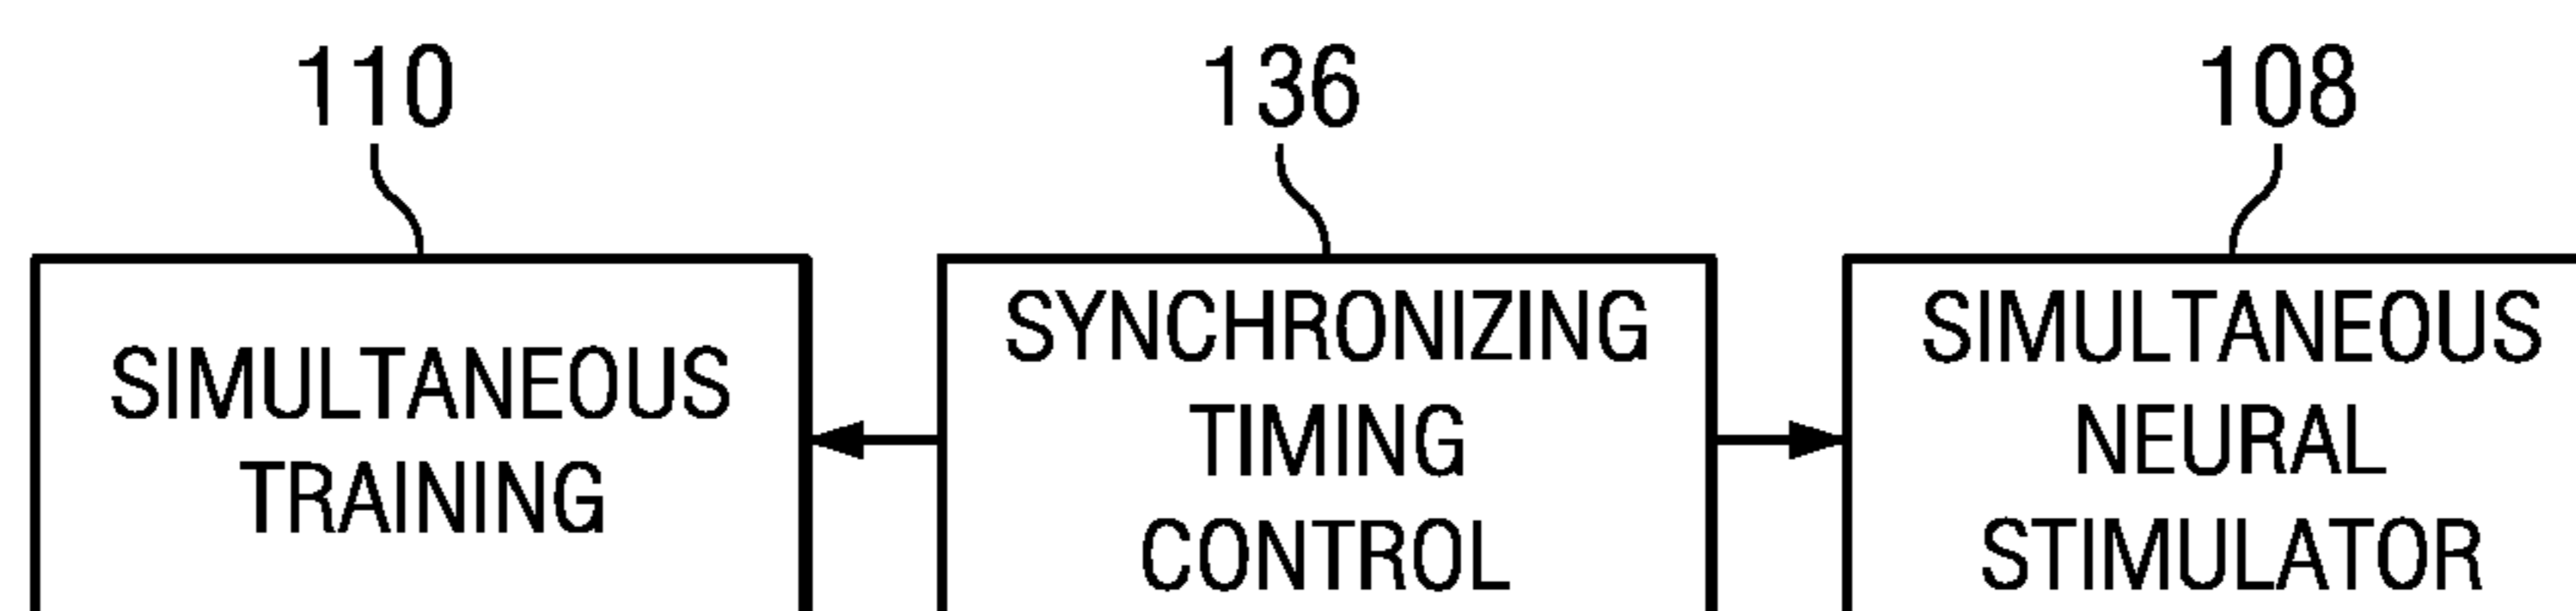 110
136
108
SIMULTANEOUS
TRAINING
SYNCHRONIZING
TIMING
CONTROL
SIMULTANEOUS
NEURAL
STIMULATOR